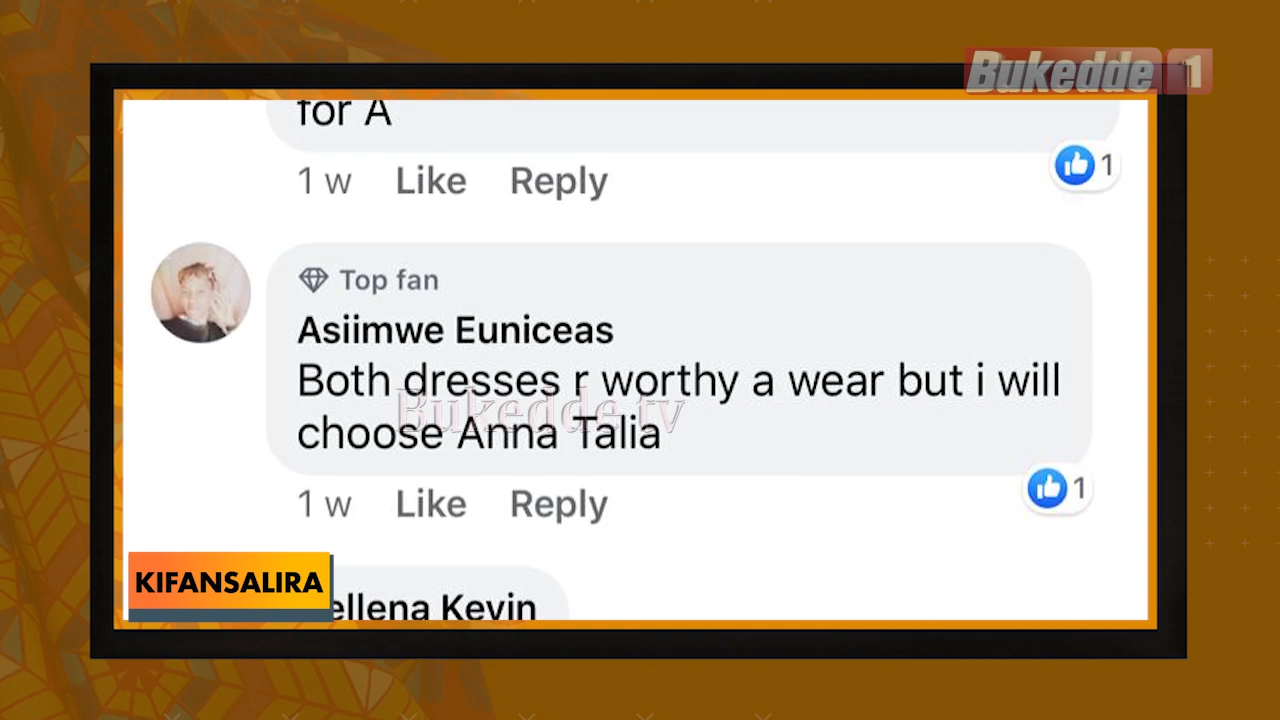 Bukedde 1
for A
1 w Like Reply
1
Top fan
Asiimwe Euniceas
Both dresses r worthy a wear but i will
choose Anna Talia
Bukedde tv
1 w Like Reply
1
KIFANSALIRA
ellena Kevin